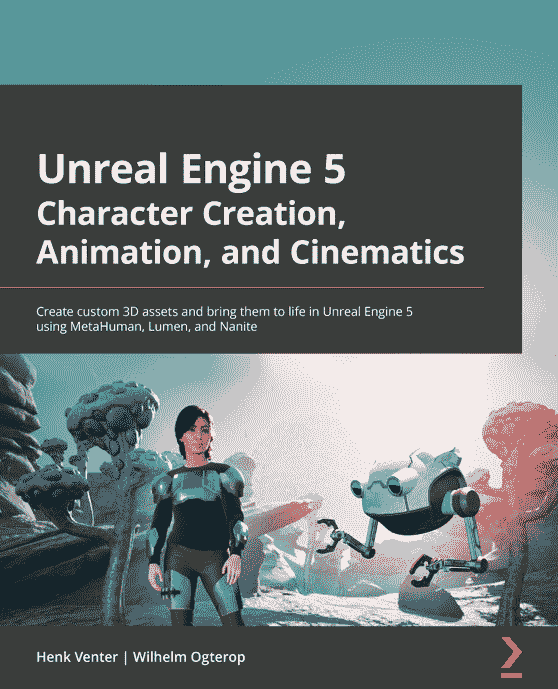 Unreal Engine 5
Character Creation,
Animation, and Cinematics
Create custom 3D assets and bring them to life in Unreal Engine 5
using MetaHuman, Lumen, and Nanite
Henk Venter | Wilhelm Ogterop